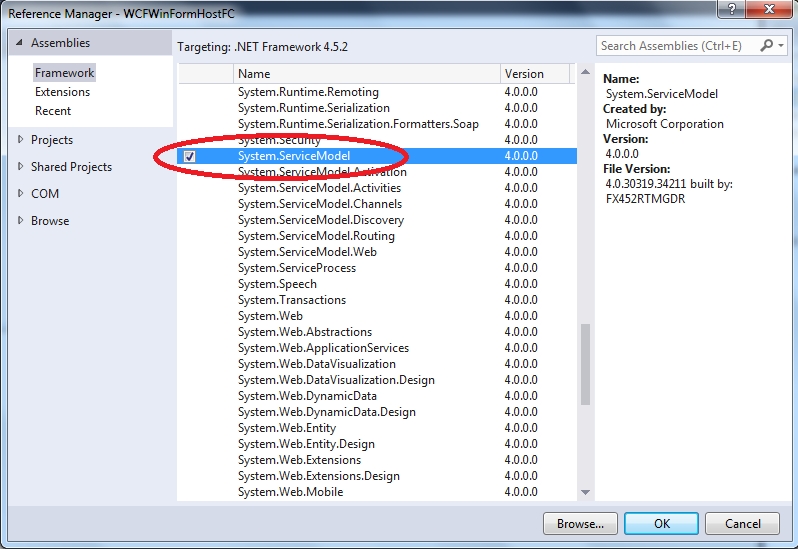 Reference Manager - WCFWinFormHostFC
Assemblies
Framework
Extensions
Recent
Projects
Shared Projects
COM
Browse
Targeting: .NET Framework 4.5.2
Search Assemblies (Ctrl+E)
Name Version
System.Runtime.Remoting 4.0.0.0
System.Runtime.Serialization 4.0.0.0
System.Runtime.Serialization.Formatters.Soap 4.0.0.0
System.Security 4.0.0.0
System.ServiceModel 4.0.0.0
System.ServiceModel.Activation 4.0.0.0
System.ServiceModel.Activities 4.0.0.0
System.ServiceModel.Channels 4.0.0.0
System.ServiceModel.Discovery 4.0.0.0
System.ServiceModel.Routing 4.0.0.0
System.ServiceModel.Web 4.0.0.0
System.ServiceProcess 4.0.0.0
System.Speech 4.0.0.0
System.Transactions 4.0.0.0
System.Web 4.0.0.0
System.Web.Abstractions 4.0.0.0
System.Web.ApplicationServices 4.0.0.0
System.Web.DataVisualization 4.0.0.0
System.Web.DataVisualization.Design 4.0.0.0
System.Web.DynamicData 4.0.0.0
System.Web.DynamicData.Design 4.0.0.0
System.Web.Entity 4.0.0.0
System.Web.Entity.Design 4.0.0.0
System.Web.Extensions 4.0.0.0
System.Web.Extensions.Design 4.0.0.0
System.Web.Mobile 4.0.0.0
Name:
System.ServiceModel
Created by:
Microsoft Corporation
Version:
4.0.0.0
File Version:
4.0.30319.34211 built by:
FX452RTMGDR
Browse... OK Cancel